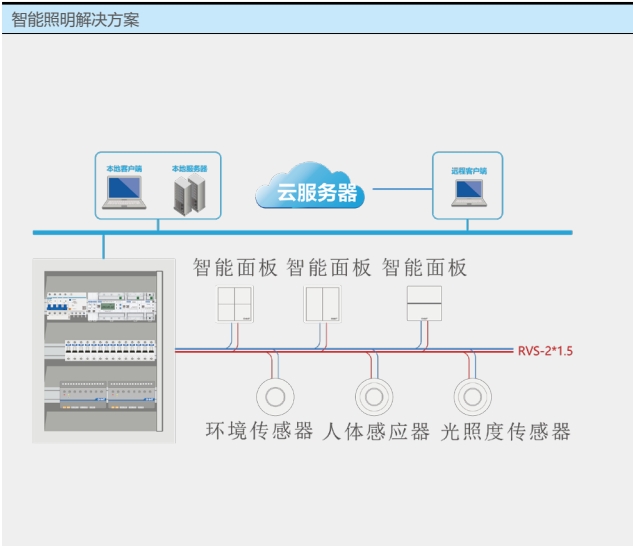 智能照明解决方案
本地客户端
本地服务器
云服务器
远程客户端
智能面板
智能面板
智能面板
RVS-2*1.5
环境传感器
人体感应器
光照度传感器